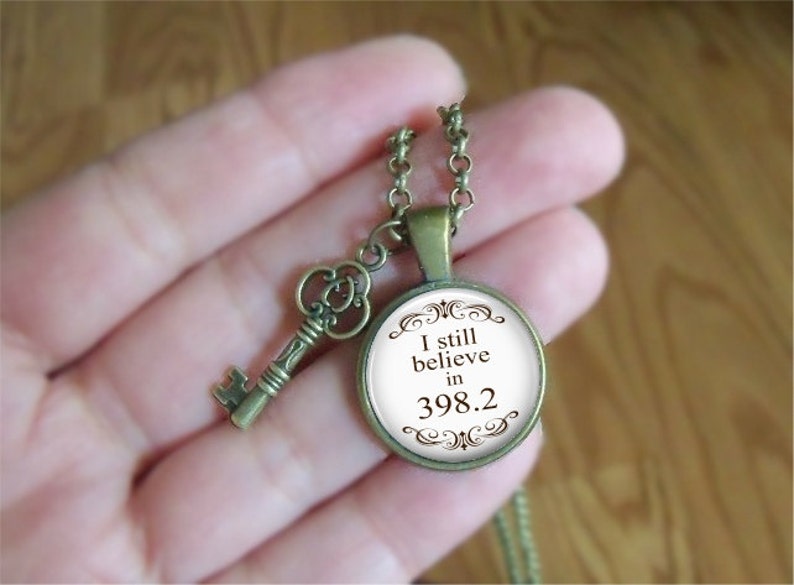 I still
believe
in
398.2